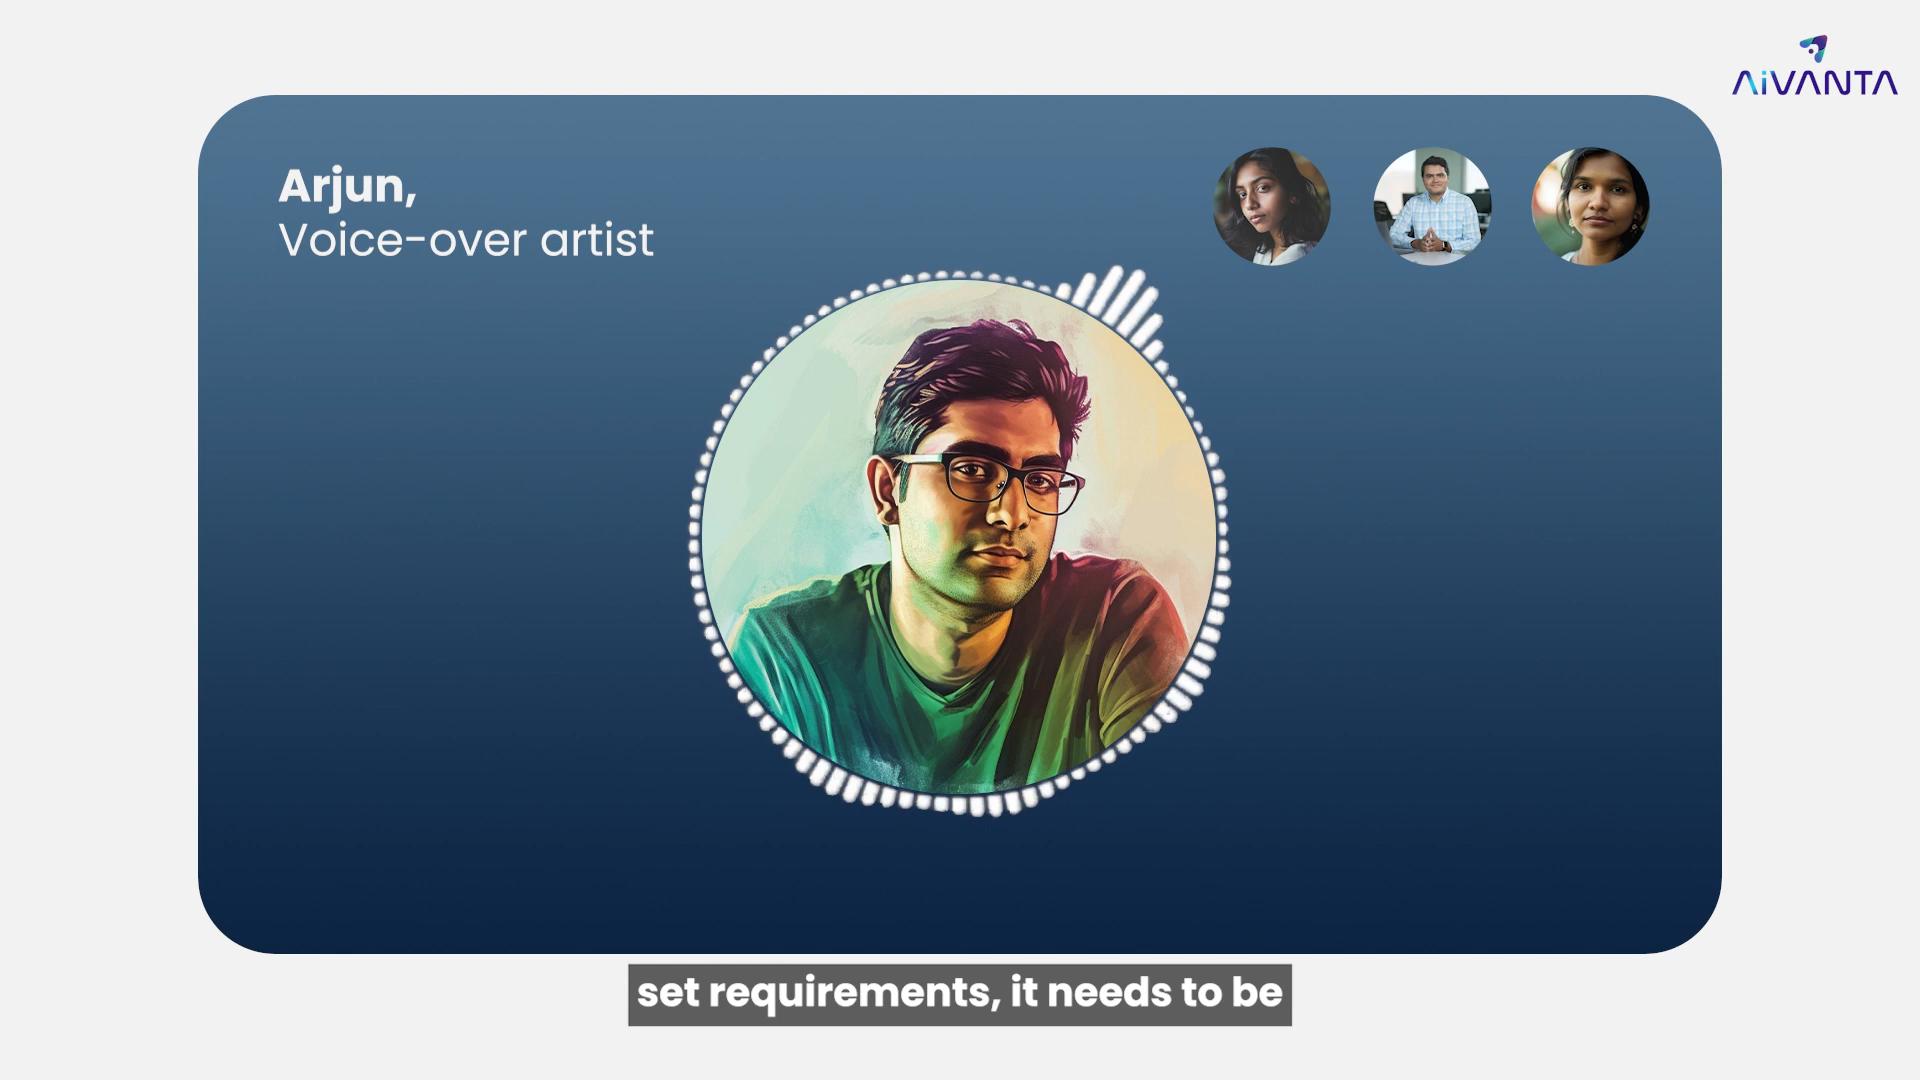 AiVANTA
Arjun,
Voice-over artist
set requirements, it needs to be